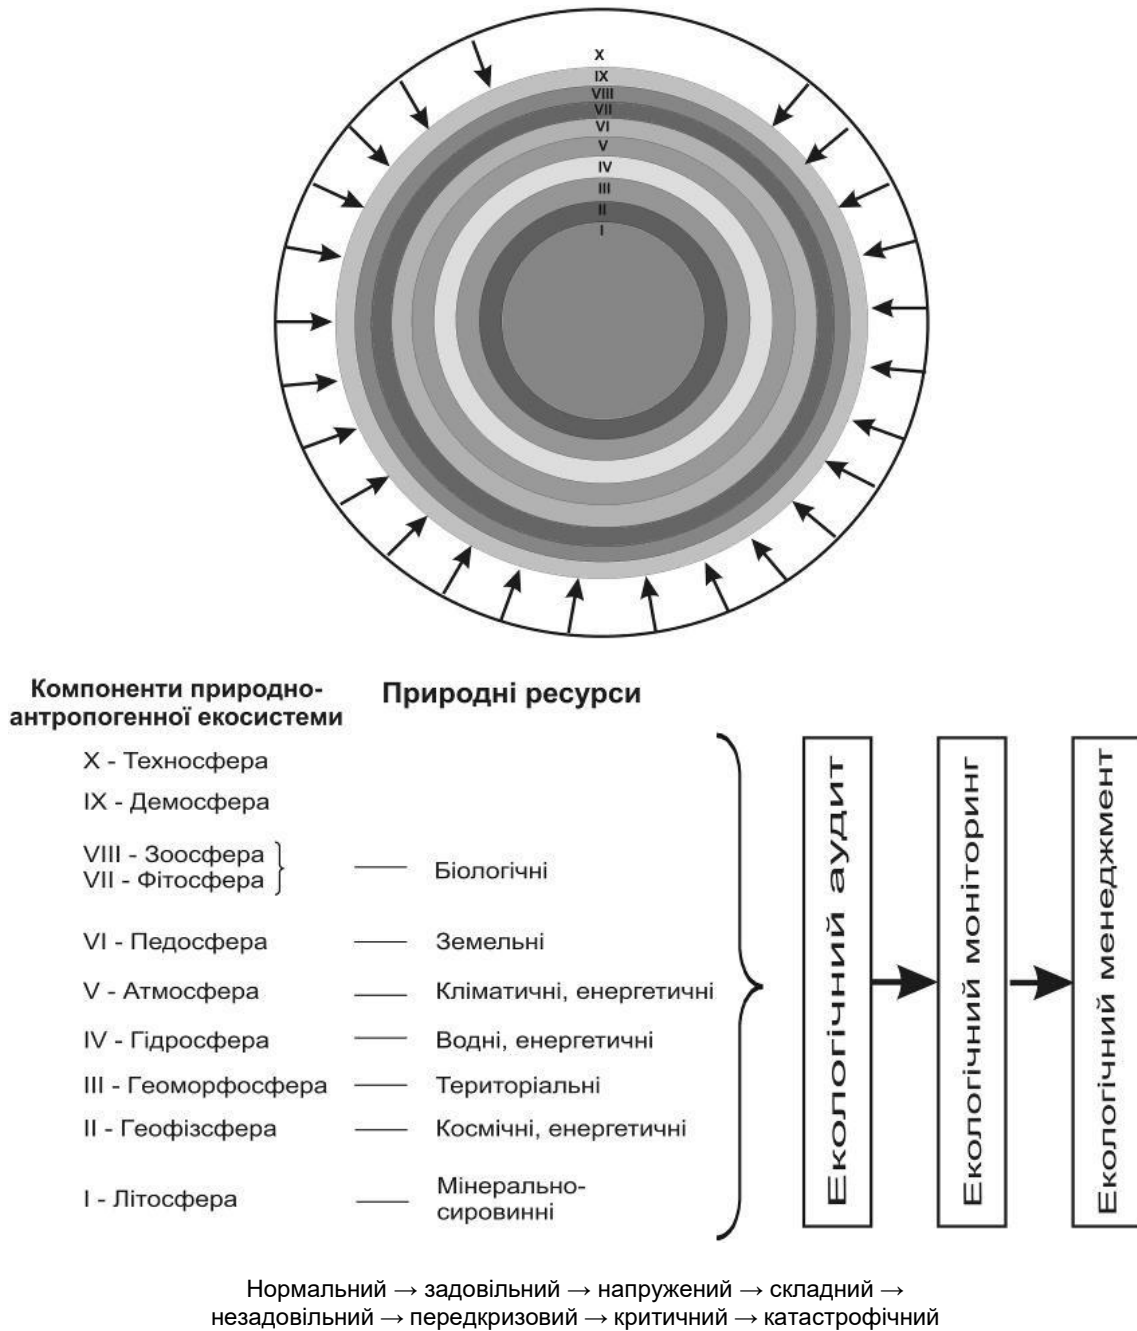 X
IX
VIII
VII
VI
V
IV
III
II
I
Компоненти природно-
антропогенної екосистеми
Природні ресурси
X - Техносфера
IX - Демосфера
VIII - Зоосфера
VII - Фітосфера
Біологічні
VI - Педосфера
Земельні
V - Атмосфера
Кліматичні, енергетичні
IV - Гідросфера
Водні, енергетичні
III - Геоморфосфера
Територіальні
II - Геофізсфера
Космічні, енергетичні
I - Літосфера
Мінерально-
сировинні
Екологічний аудит
Екологічний моніторинг
Екологічний менеджмент
Нормальний → задовільний → напружений → складний →
незадовільний → передкризовий → критичний → катастрофічний